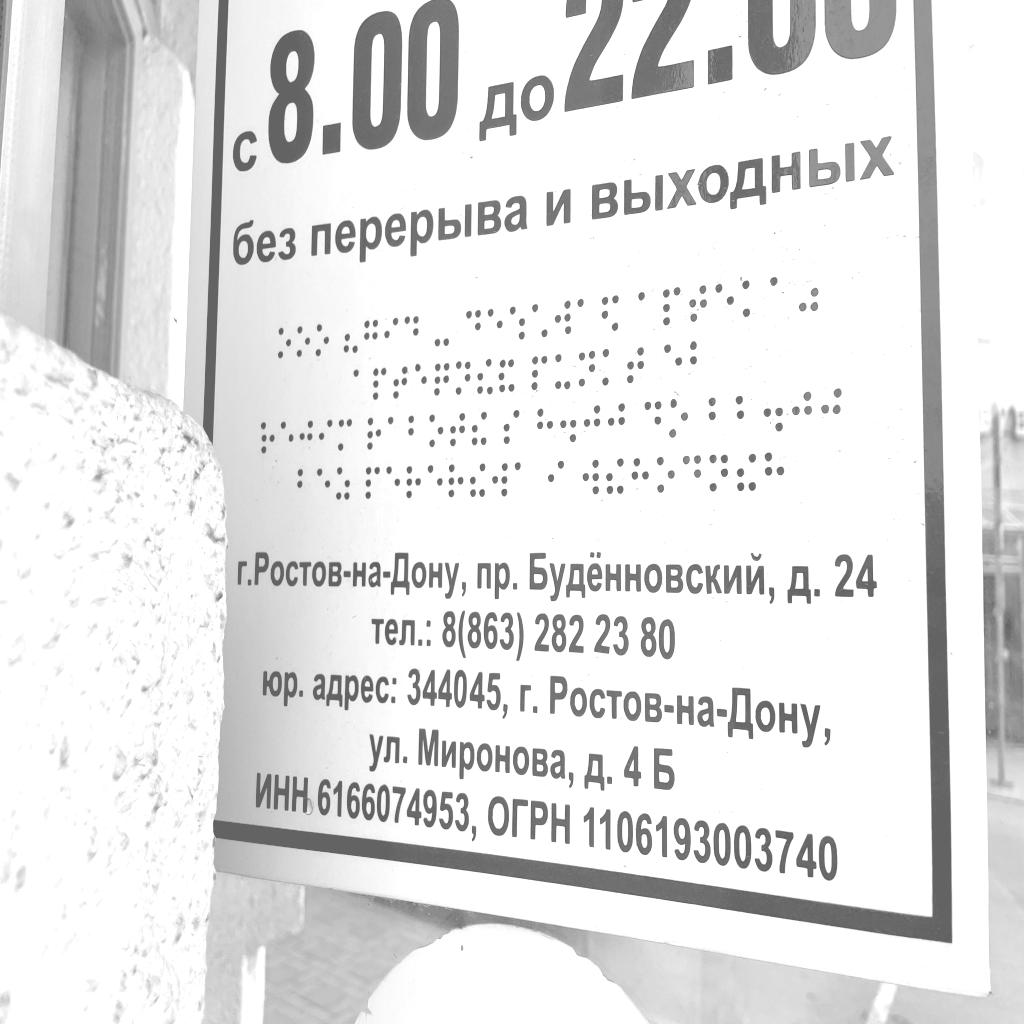 с 8.00 до 22.00
без перерыва и выходных
г.Ростов-на-Дону, пр. Будённовский, д. 24
тел.: 8(863) 282 23 80
юр. адрес: 344045, г. Ростов-на-Дону,
ул. Миронова, д. 4 Б
ИНН 6166074953, ОГРН 1106193003740